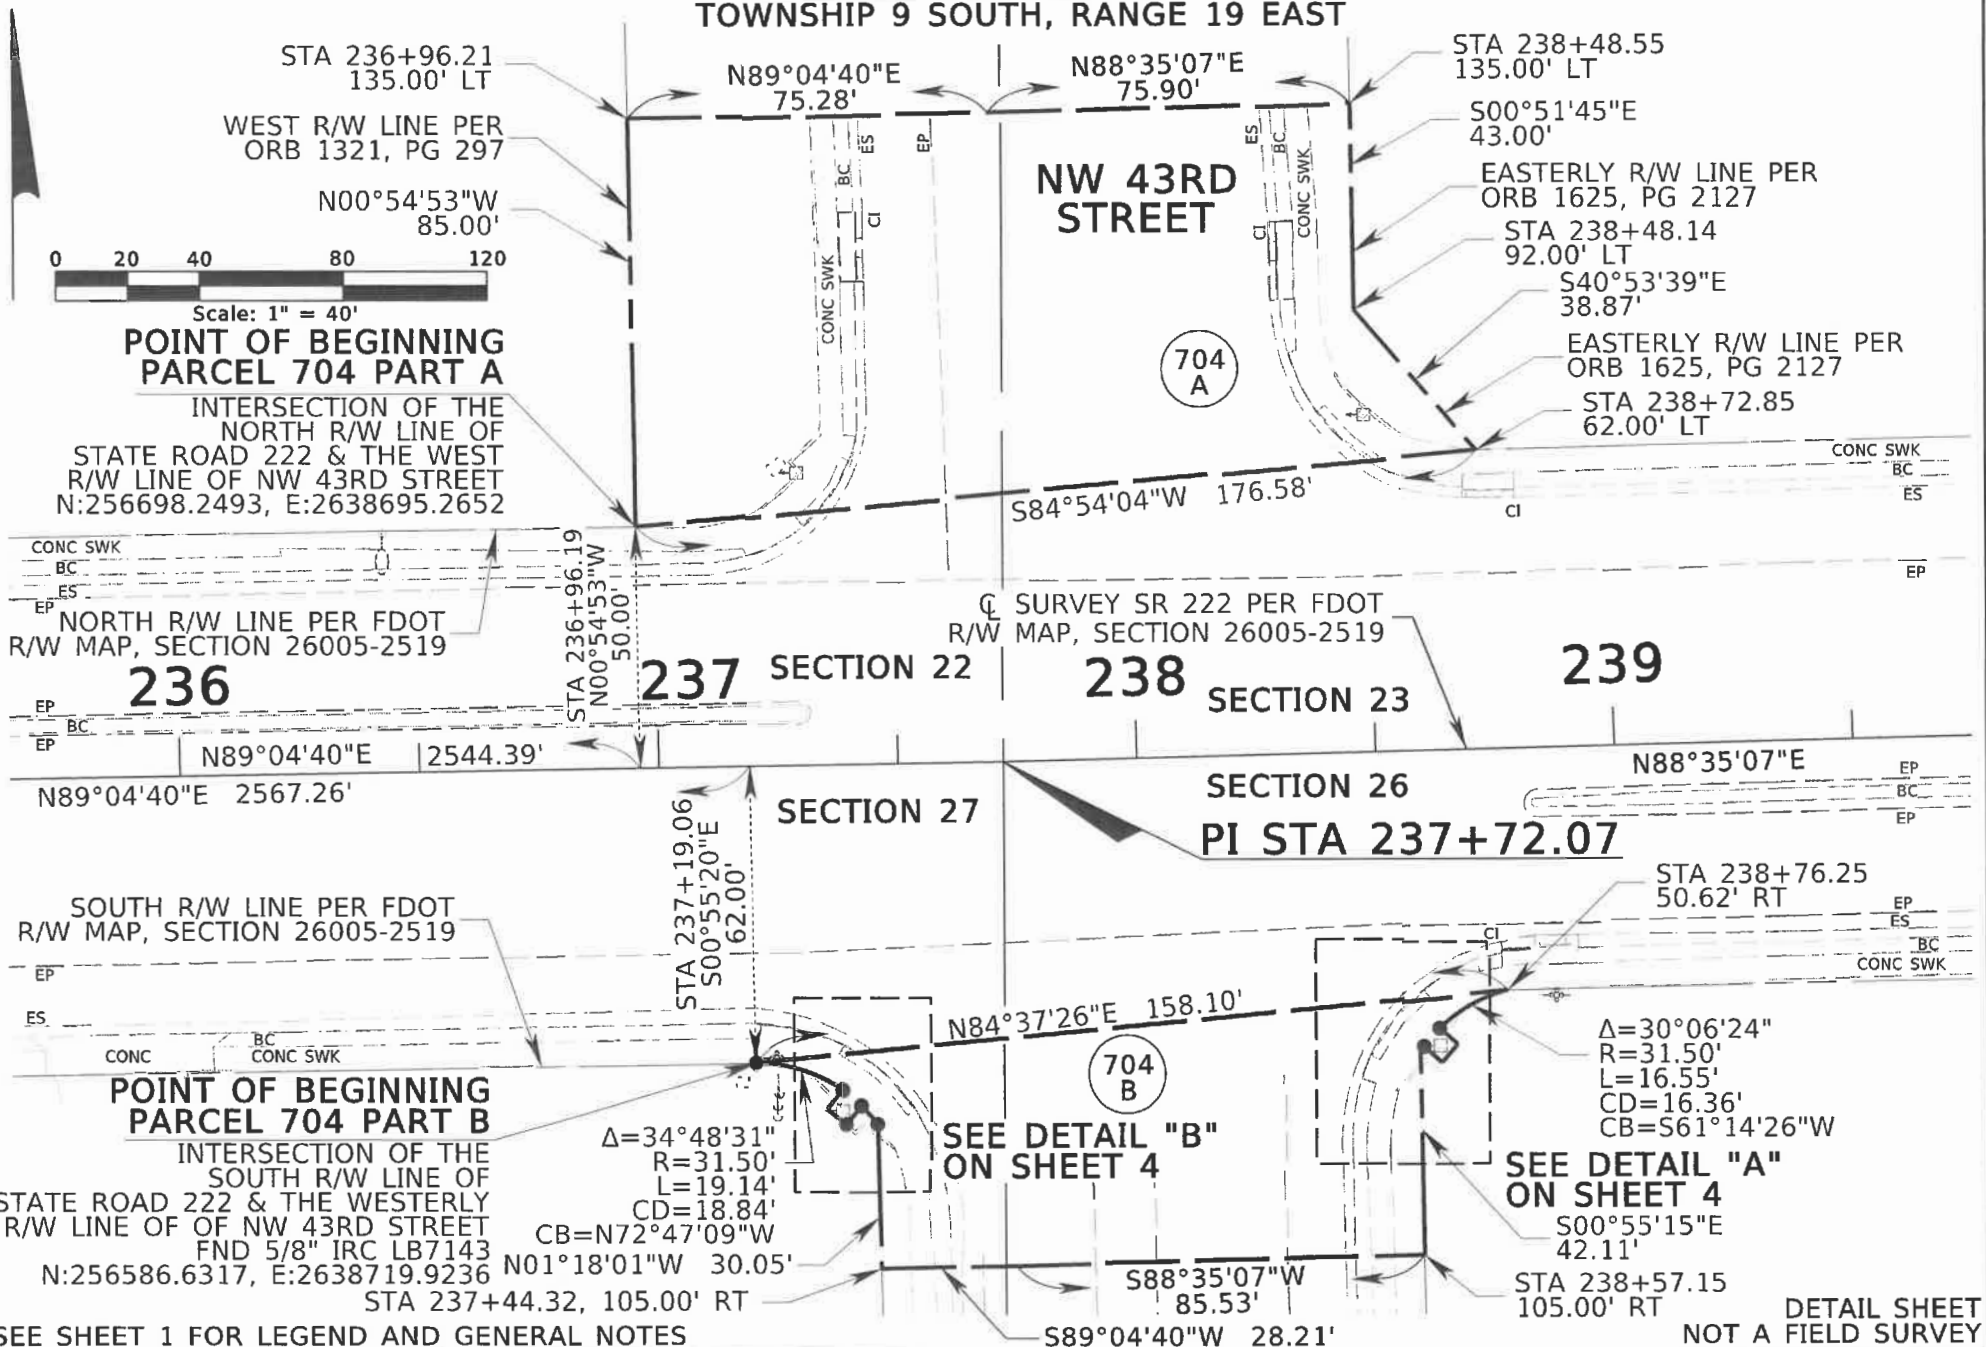 TOWNSHIP 9 SOUTH, RANGE 19 EAST
STA 236+96.21
135.00' LT
N89°04'40"E
75.28'
N88°35'07"E
75.90'
STA 238+48.55
135.00' LT
WEST R/W LINE PER
ORB 1321, PG 297
S00°51'45"E
43.00'
N00°54'53"W
85.00'
ES
BC
EP
CI
CONC SWK
NW 43RD
STREET
ES
BC
CONC SWK
CI
EASTERLY R/W LINE PER
ORB 1625, PG 2127
STA 238+48.14
92.00' LT
S40°53'39"E
38.87'
0 20 40 80 120
Scale: 1" = 40'
POINT OF BEGINNING
PARCEL 704 PART A
INTERSECTION OF THE
NORTH R/W LINE OF
STATE ROAD 222 & THE WEST
R/W LINE OF NW 43RD STREET
N:256698.2493, E:2638695.2652
704
A
EASTERLY R/W LINE PER
ORB 1625, PG 2127
STA 238+72.85
62.00' LT
CONC SWK
BC
ES
CI
S84°54'04"W 176.58'
CONC SWK
BC
ES
EP
EP
NORTH R/W LINE PER FDOT
R/W MAP, SECTION 26005-2519
STA 236+96.19
N00°54'53"W
50.00'
℄ SURVEY SR 222 PER FDOT
R/W MAP, SECTION 26005-2519
236
237
SECTION 22
238
SECTION 23
239
EP
BC
EP
N89°04'40"E 2544.39'
N89°04'40"E 2567.26'
N88°35'07"E
EP
BC
EP
SECTION 27
SECTION 26
PI STA 237+72.07
STA 237+19.06
S00°55'20"E
62.00'
STA 238+76.25
50.62' RT
SOUTH R/W LINE PER FDOT
R/W MAP, SECTION 26005-2519
EP
EP
ES
BC
CONC SWK
CI
ES
BC
CONC
CONC SWK
N84°37'26"E 158.10'
704
B
Δ=30°06'24"
R=31.50'
L=16.55'
CD=16.36'
CB=S61°14'26"W
POINT OF BEGINNING
PARCEL 704 PART B
INTERSECTION OF THE
SOUTH R/W LINE OF
STATE ROAD 222 & THE WESTERLY
R/W LINE OF OF NW 43RD STREET
FND 5/8" IRC LB7143
N:256586.6317, E:2638719.9236
Δ=34°48'31"
R=31.50'
L=19.14'
CD=18.84'
CB=N72°47'09"W
N01°18'01"W 30.05'
STA 237+44.32, 105.00' RT
SEE DETAIL "B"
ON SHEET 4
SEE DETAIL "A"
ON SHEET 4
S00°55'15"E
42.11'
S88°35'07"W
85.53'
STA 238+57.15
105.00' RT
S89°04'40"W 28.21'
SEE SHEET 1 FOR LEGEND AND GENERAL NOTES
DETAIL SHEET
NOT A FIELD SURVEY